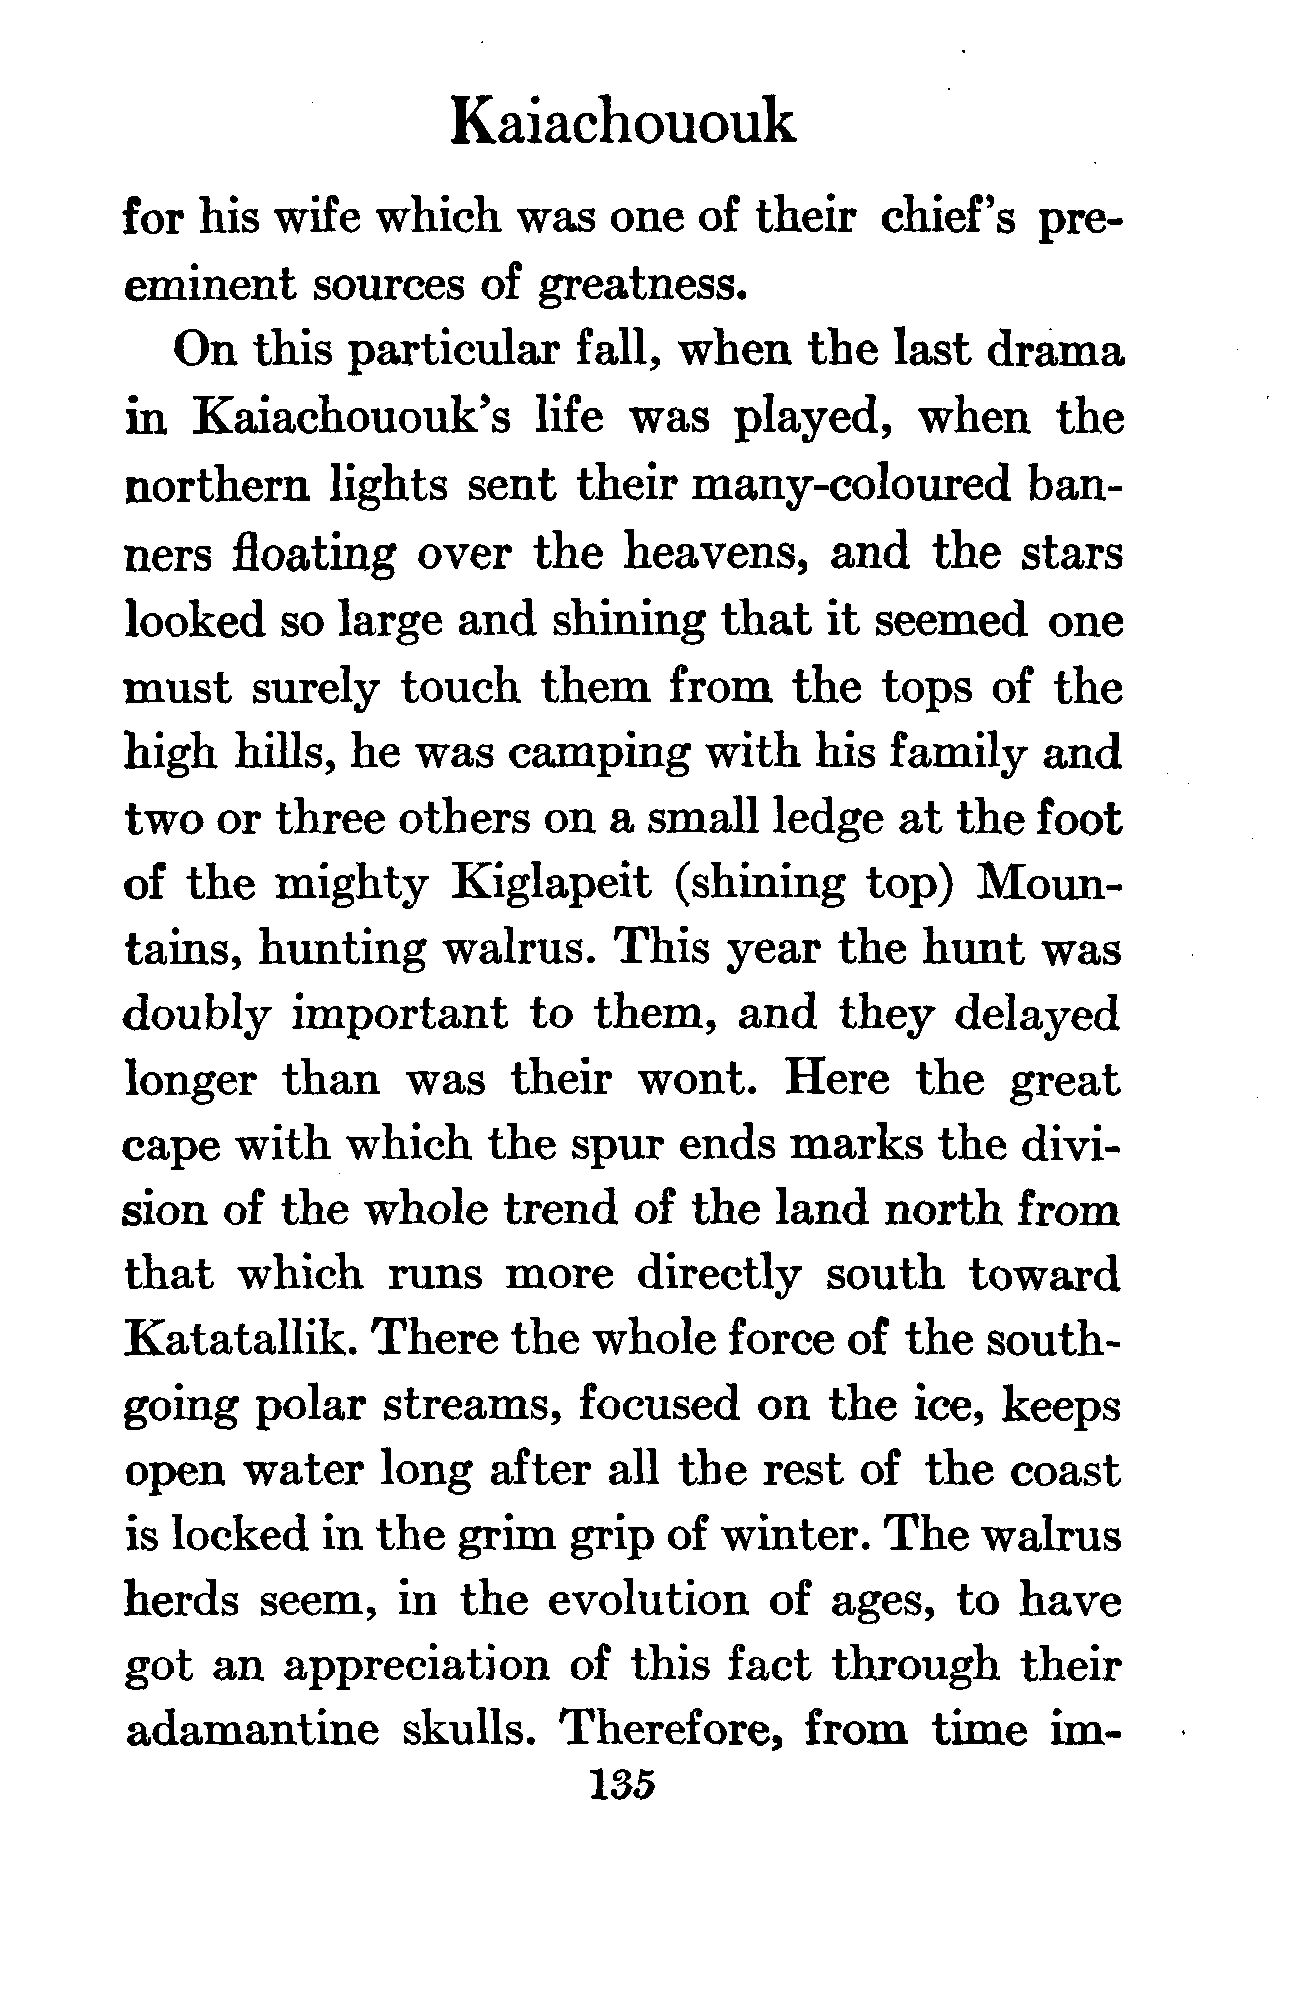 Kaiachououk
for his wife which was one of their chief's pre-
eminent sources of greatness.
On this particular fall, when the last drama
in Kaiachououk's life was played, when the
northern lights sent their many-coloured ban-
ners floating over the heavens, and the stars
looked so large and shining that it seemed one
must surely touch them from the tops of the
high hills, he was camping with his family and
two or three others on a small ledge at the foot
of the mighty Kiglapeit (shining top) Moun-
tains, hunting walrus. This year the hunt was
doubly important to them, and they delayed
longer than was their wont. Here the great
cape with which the spur ends marks the divi-
sion of the whole trend of the land north from
that which runs more directly south toward
Katatallik. There the whole force of the south-
going polar streams, focused on the ice, keeps
open water long after all the rest of the coast
is locked in the grim grip of winter. The walrus
herds seem, in the evolution of ages, to have
got an appreciation of this fact through their
adamantine skulls. Therefore, from time im-
135